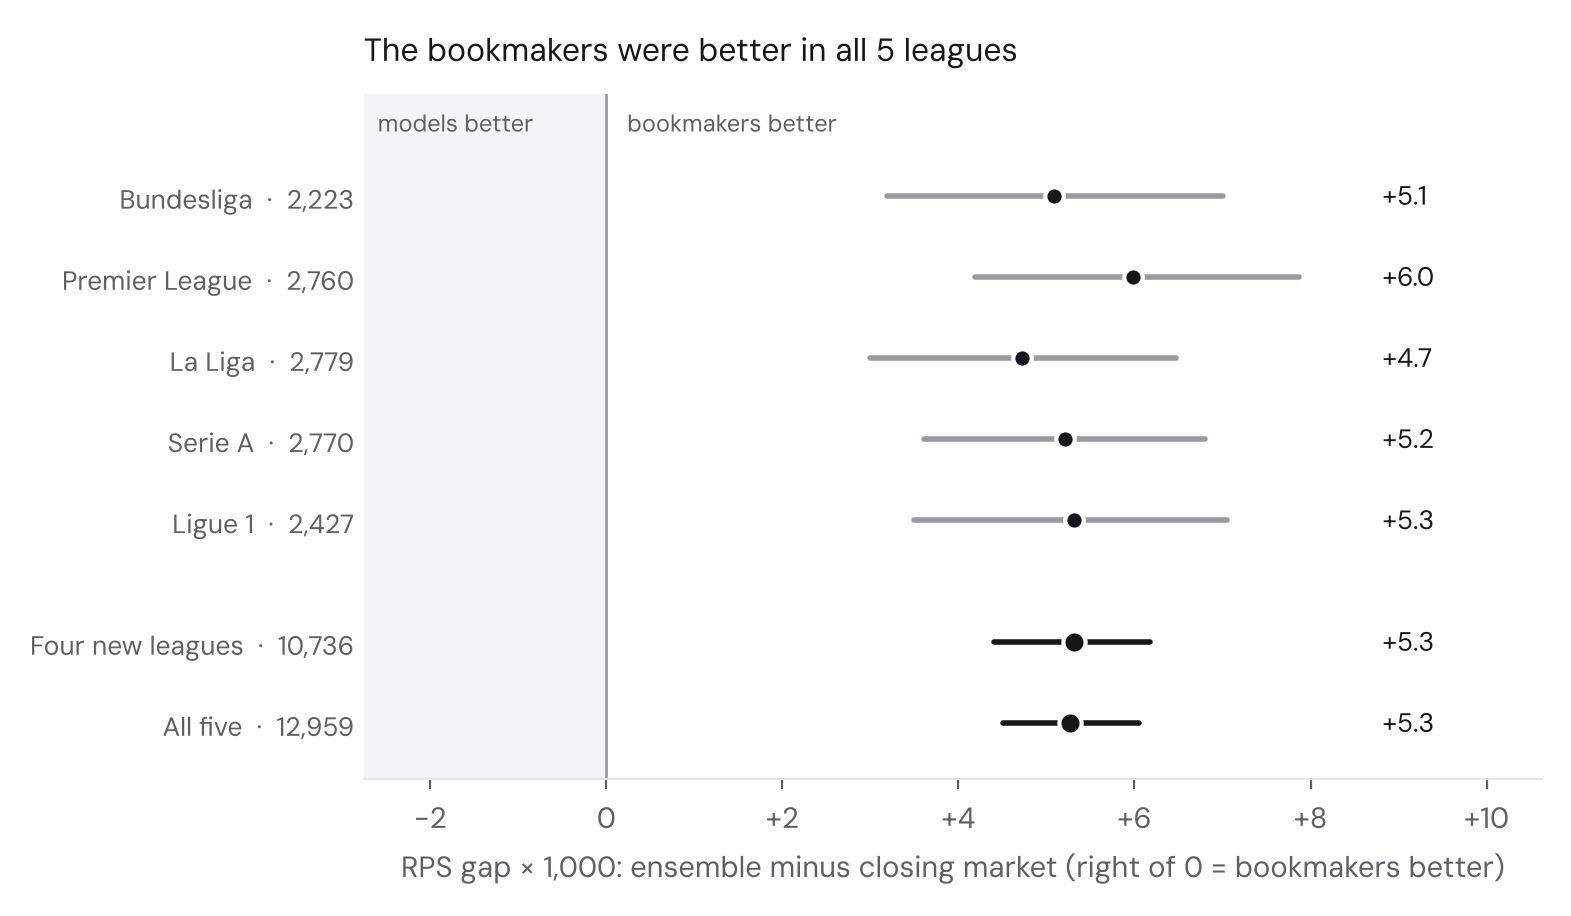 The bookmakers were better in all 5 leagues
models better
bookmakers better
Bundesliga · 2,223 +5.1
Premier League · 2,760 +6.0
La Liga · 2,779 +4.7
Serie A · 2,770 +5.2
Ligue 1 · 2,427 +5.3
Four new leagues · 10,736 +5.3
All five · 12,959 +5.3
−2 0 +2 +4 +6 +8 +10
RPS gap × 1,000: ensemble minus closing market (right of 0 = bookmakers better)